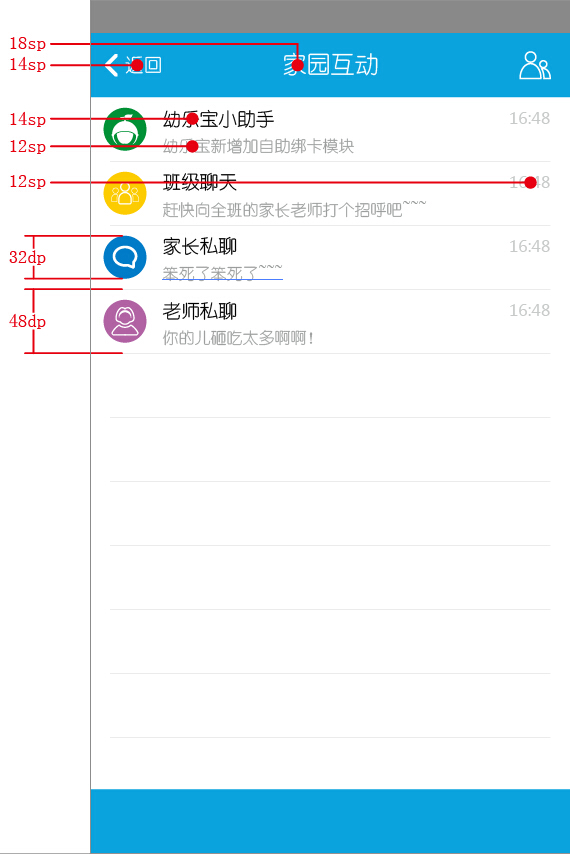 18sp
14sp
返回
家园互动
14sp
幼乐宝小助手
16:48
12sp
幼乐宝新增加自助绑卡模块
12sp
班级聊天
16:48
赶快向全班的家长老师打个招呼吧~~~
32dp
家长私聊
16:48
笨死了笨死了~~~
48dp
老师私聊
16:48
你的儿砸吃太多啊啊!